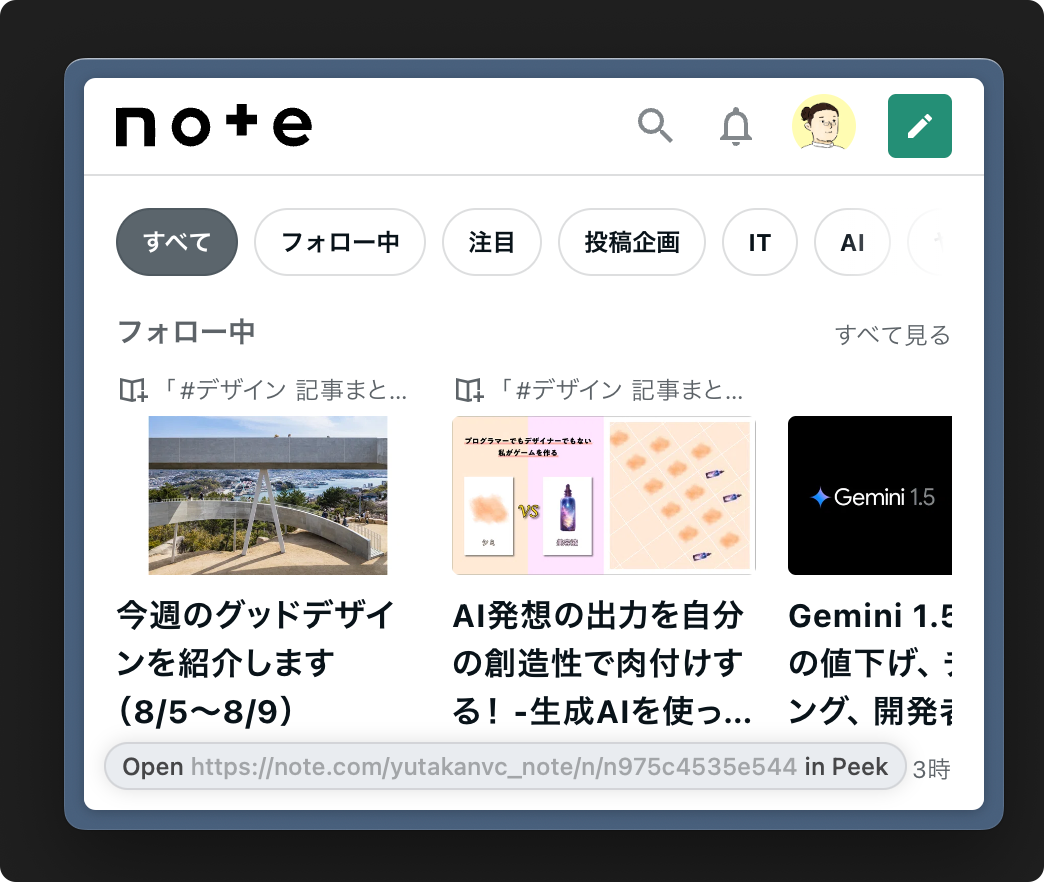 note
すべて
フォロー中
注目
投稿企画
IT
AI
フォロー中
すべて見る
「#デザイン 記事まと...
「#デザイン 記事まと...
プログラマーでもデザイナーでもない
私がゲームを作る
シミ
VS
美容液
Gemini 1.5
今週のグッドデザイ
ンを紹介します
（8/5〜8/9）
AI発想の出力を自分
の創造性で肉付けす
る！-生成AIを使っ...
Gemini 1.5
の値下げ、
ング、開発者
Open https://note.com/yutakanvc_note/n/n975c4535e544 in Peek
3時